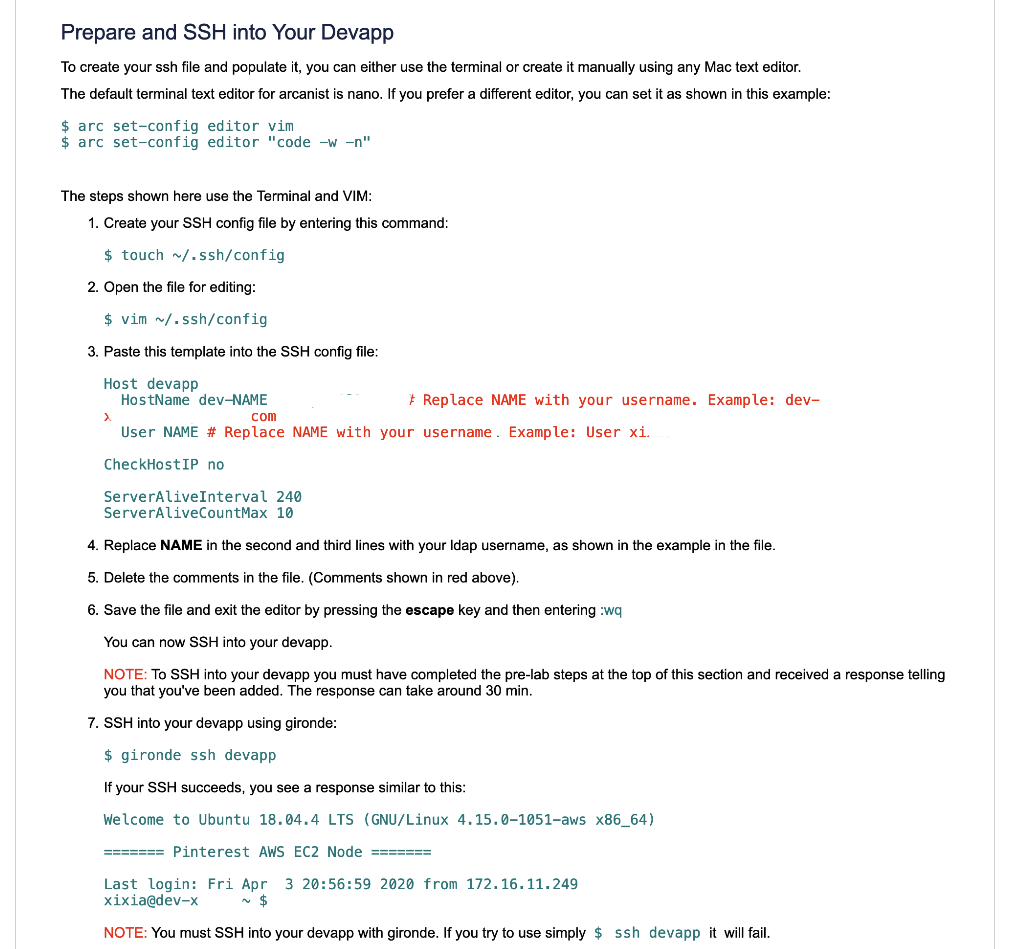 Prepare and SSH into Your Devapp
To create your ssh file and populate it, you can either use the terminal or create it manually using any Mac text editor.
The default terminal text editor for arcanist is nano. If you prefer a different editor, you can set it as shown in this example:
$ arc set-config editor vim
$ arc set-config editor "code -w -n"
The steps shown here use the Terminal and VIM:
1. Create your SSH config file by entering this command:
$ touch ~/.ssh/config
2. Open the file for editing:
$ vim ~/.ssh/config
3. Paste this template into the SSH config file:
Host devapp
HostName dev-NAME # Replace NAME with your username. Example: dev-
x com
User NAME # Replace NAME with your username. Example: User xi
CheckHostIP no
ServerAliveInterval 240
ServerAliveCountMax 10
4. Replace NAME in the second and third lines with your ldap username, as shown in the example in the file.
5. Delete the comments in the file. (Comments shown in red above).
6. Save the file and exit the editor by pressing the escape key and then entering :wq
You can now SSH into your devapp.
NOTE: To SSH into your devapp you must have completed the pre-lab steps at the top of this section and received a response telling
you that you've been added. The response can take around 30 min.
7. SSH into your devapp using gironde:
$ gironde ssh devapp
If your SSH succeeds, you see a response similar to this:
Welcome to Ubuntu 18.04.4 LTS (GNU/Linux 4.15.0-1051-aws x86_64)
======= Pinterest AWS EC2 Node =======
Last login: Fri Apr  3 20:56:59 2020 from 172.16.11.249
xixia@dev-x ~ $
NOTE: You must SSH into your devapp with gironde. If you try to use simply $ ssh devapp it will fail.